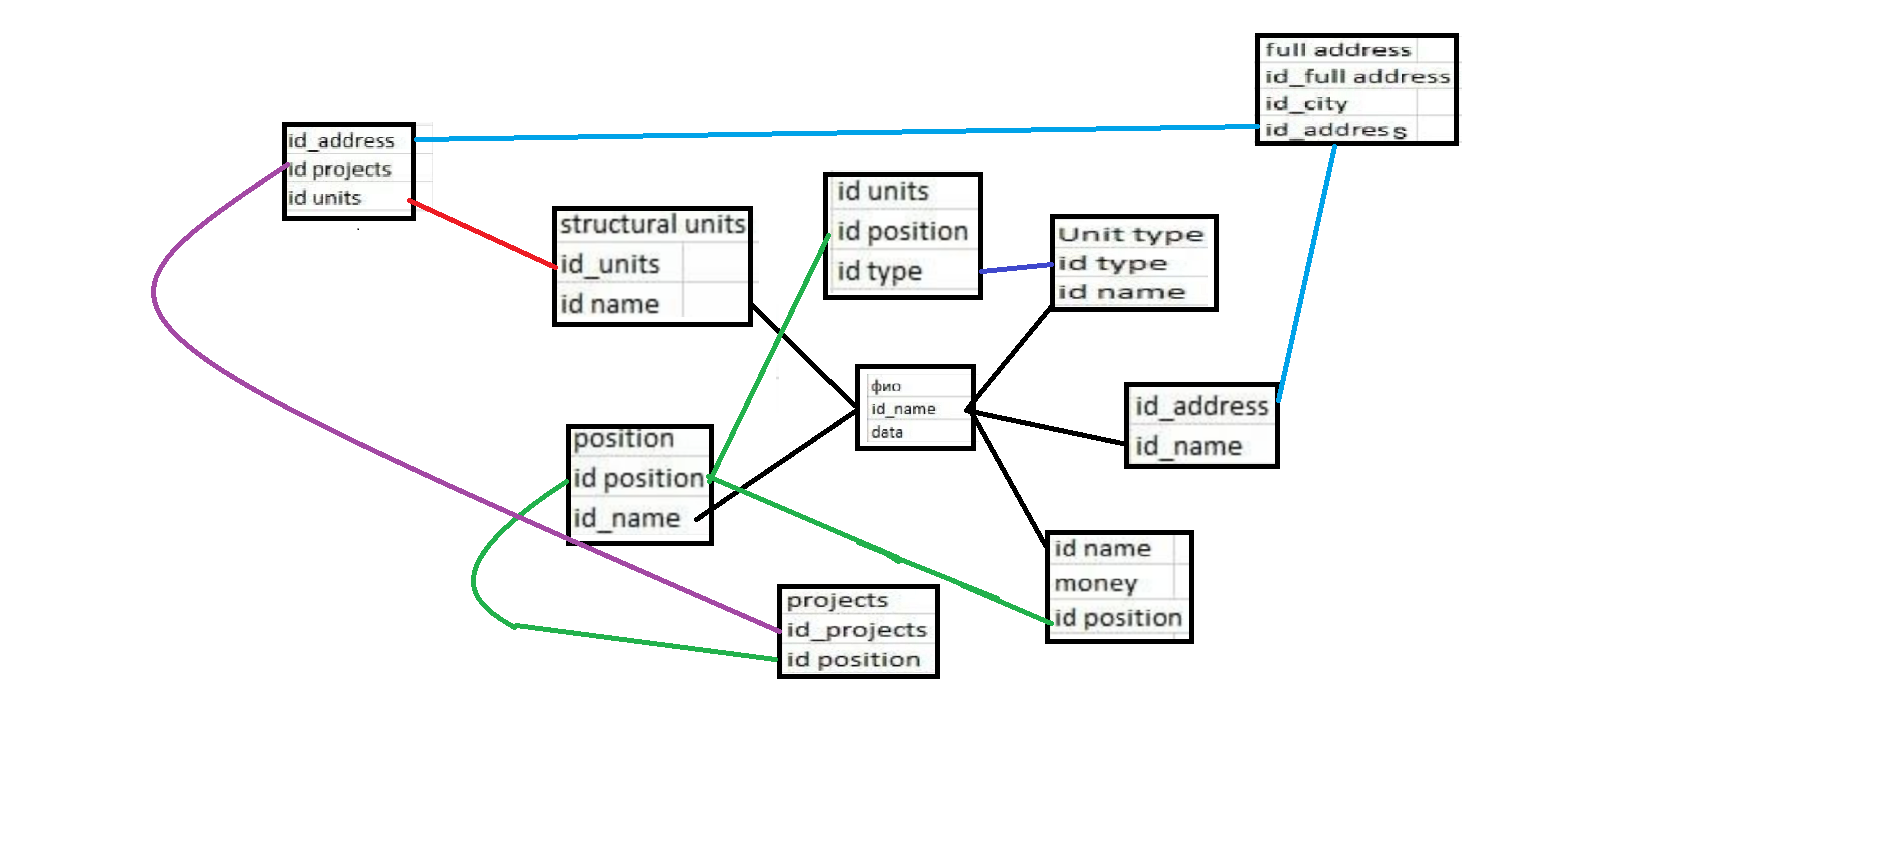 full address
id_full address
id_city
id_address
id_address
id projects
id units
structural units
id_units
id name
id units
id position
id type
Unit type
id type
id name
фио
id_name
data
id_address
id_name
position
id position
id_name
id name
money
id position
projects
id_projects
id position